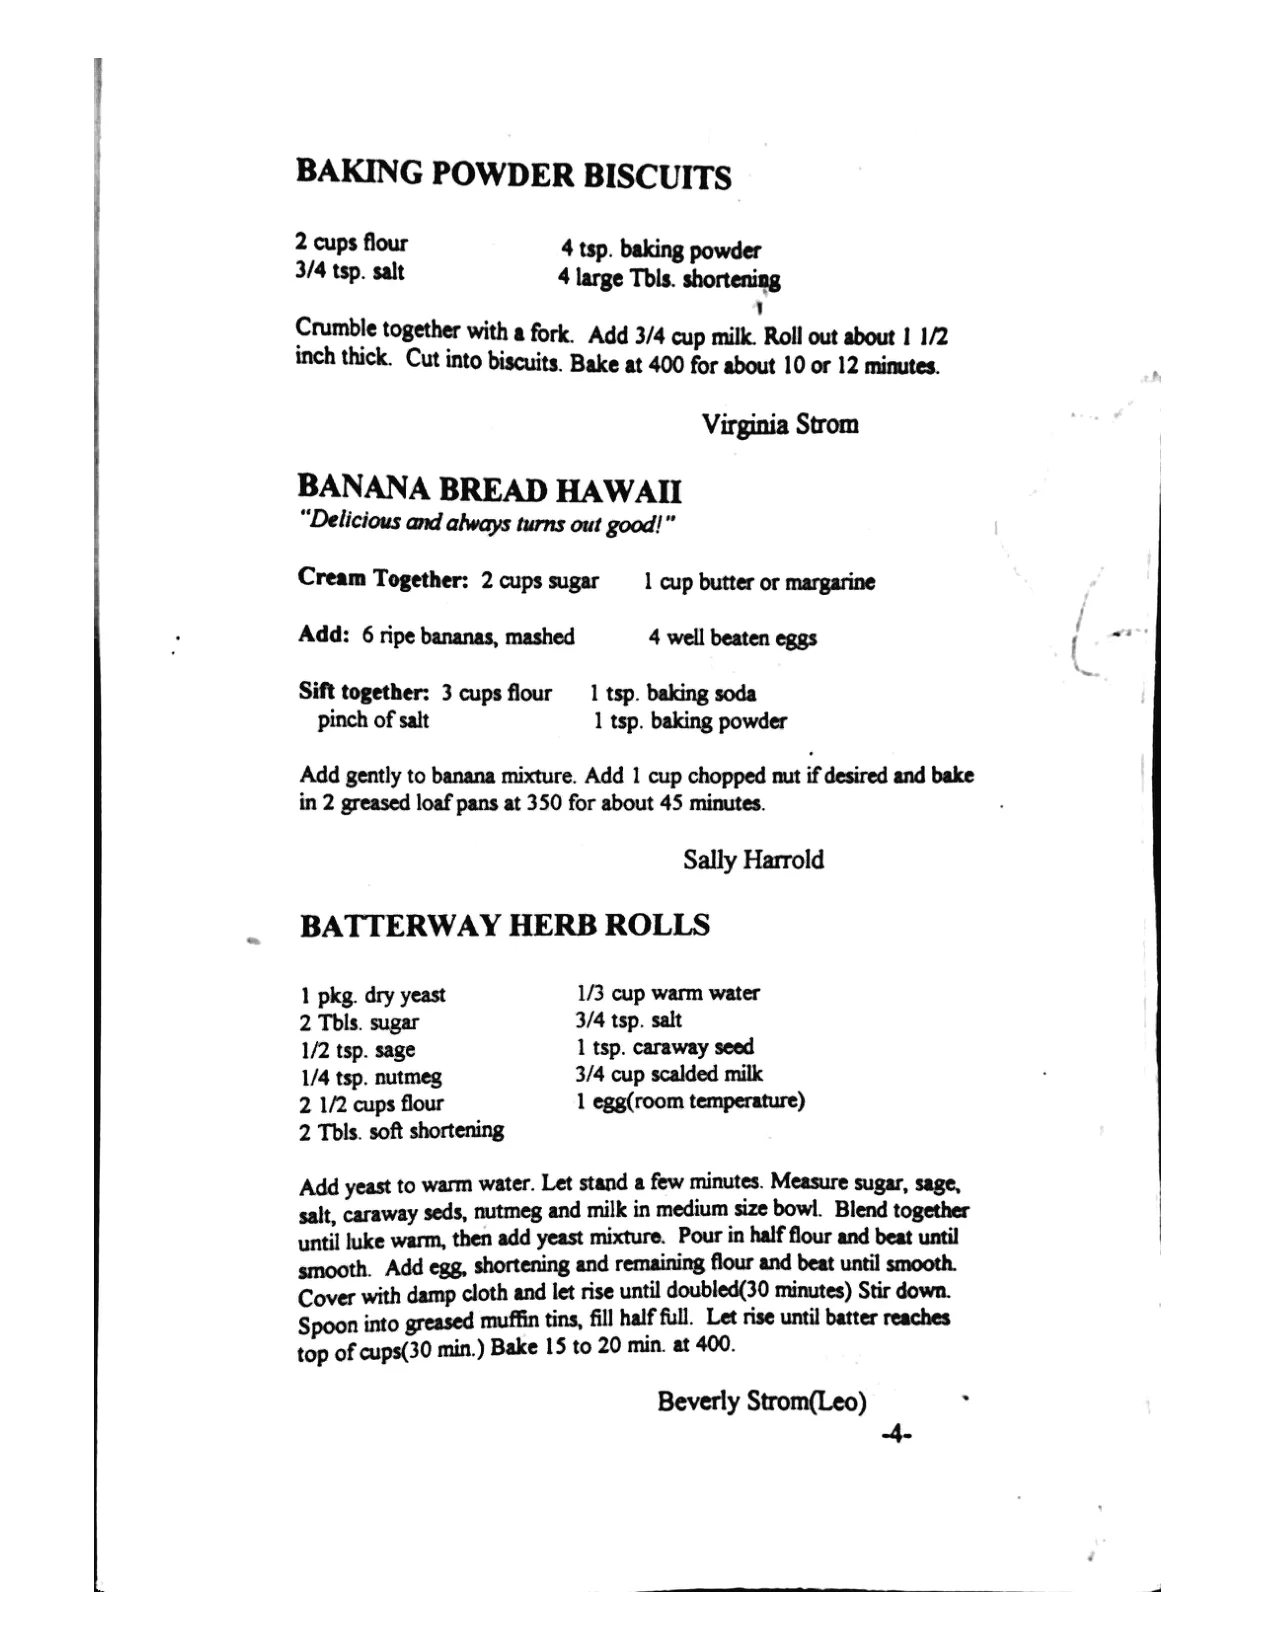 BAKING POWDER BISCUITS
2 cups flour 4 tsp. baking powder
3/4 tsp. salt 4 large Tbls. shortening
Crumble together with a fork. Add 3/4 cup milk. Roll out about 1 1/2
inch thick. Cut into biscuits. Bake at 400 for about 10 or 12 minutes.
Virginia Strom
BANANA BREAD HAWAII
"Delicious and always turns out good!"
Cream Together: 2 cups sugar 1 cup butter or margarine
Add: 6 ripe bananas, mashed 4 well beaten eggs
Sift together: 3 cups flour 1 tsp. baking soda
pinch of salt 1 tsp. baking powder
Add gently to banana mixture. Add 1 cup chopped nut if desired and bake
in 2 greased loaf pans at 350 for about 45 minutes.
Sally Harrold
BATTERWAY HERB ROLLS
1 pkg. dry yeast 1/3 cup warm water
2 Tbls. sugar 3/4 tsp. salt
1/2 tsp. sage 1 tsp. caraway seed
1/4 tsp. nutmeg 3/4 cup scalded milk
2 1/2 cups flour 1 egg(room temperature)
2 Tbls. soft shortening
Add yeast to warm water. Let stand a few minutes. Measure sugar, sage,
salt, caraway seds, nutmeg and milk in medium size bowl. Blend together
until luke warm, then add yeast mixture. Pour in half flour and beat until
smooth. Add egg, shortening and remaining flour and beat until smooth.
Cover with damp cloth and let rise until doubled(30 minutes) Stir down.
Spoon into greased muffin tins, fill half full. Let rise until batter reaches
top of cups(30 min.) Bake 15 to 20 min. at 400.
Beverly Strom(Leo)
-4-